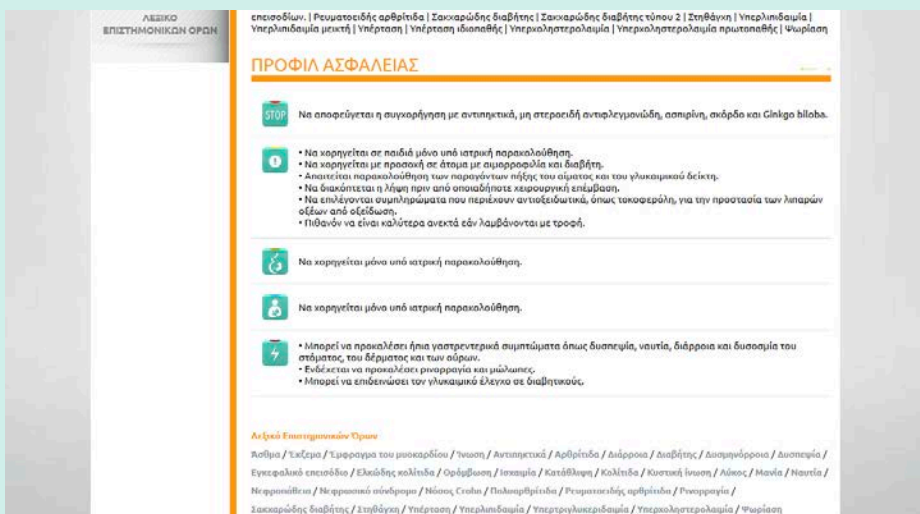 ΛΕΞΙΚΟ
ΕΠΙΣΤΗΜΟΝΙΚΩΝ ΟΡΩΝ
επεισοδίων. | Ρευματοειδής αρθρίτιδα | Σακχαρώδης διαβήτης | Σακχαρώδης διαβήτης τύπου 2 | Στηθάγχη | Υπερλιπιδαιμία |
Υπερλιπιδαιμία μεικτή | Υπέρταση | Υπέρταση ιδιοπαθής | Υπερχοληστερολαιμία | Υπερχοληστερολαιμία πρωτοπαθής | Ψωρίαση
ΠΡΟΦΙΛ ΑΣΦΑΛΕΙΑΣ
STOP
Να αποφεύγεται η συγχορήγηση με αντιπηκτικά, μη στεροειδή αντιφλεγμονώδη, ασπιρίνη, σκόρδο και Ginkgo biloba.
• Να χορηγείται σε παιδιά μόνο υπό ιατρική παρακολούθηση.
• Να χορηγείται με προσοχή σε άτομα με αιμορροφιλία και διαβήτη.
• Απαιτείται παρακολούθηση των παραγόντων πήξης του αίματος και του γλυκαιμικού δείκτη.
• Να διακόπτεται η λήψη πριν από οποιαδήποτε χειρουργική επέμβαση.
• Να επιλέγονται συμπληρώματα που περιέχουν αντιοξειδωτικά, όπως τοκοφερόλη, για την προστασία των λιπαρών
οξέων από οξείδωση.
• Πιθανόν να είναι καλύτερα ανεκτά εάν λαμβάνονται με τροφή.
Να χορηγείται μόνο υπό ιατρική παρακολούθηση.
Να χορηγείται μόνο υπό ιατρική παρακολούθηση.
• Μπορεί να προκαλέσει ήπια γαστρεντερικά συμπτώματα όπως δυσπεψία, ναυτία, διάρροια και δυσοσμία του
στόματος, του δέρματος και των ούρων.
• Ενδέχεται να προκαλέσει ρινορραγία και μώλωπες.
• Μπορεί να επιδεινώσει τον γλυκαιμικό έλεγχο σε διαβητικούς.
Λεξικό Επιστημονικών Όρων
Άσθμα / Έκζεμα / Έμφραγμα του μυοκαρδίου / Ίνωση / Αντιπηκτικά / Αρθρίτιδα / Διάρροια / Διαβήτης / Δυσμηνόρροια / Δυσπεψία /
Εγκεφαλικό επεισόδιο / Ελκώδης κολίτιδα / Θρόμβωση / Ισχαιμία / Κατάθλιψη / Κολίτιδα / Κυστική ίνωση / Λύκος / Μανία / Ναυτία /
Νεφροπάθεια / Νεφρωσικό σύνδρομο / Νόσος Crohn / Πολυαρθρίτιδα / Ρευματοειδής αρθρίτιδα / Ρινορραγία /
Σακχαρώδης διαβήτης / Στηθάγχη / Υπέρταση / Υπερλιπιδαιμία / Υπερτριγλυκεριδαιμία / Υπερχοληστερολαιμία / Ψωρίαση